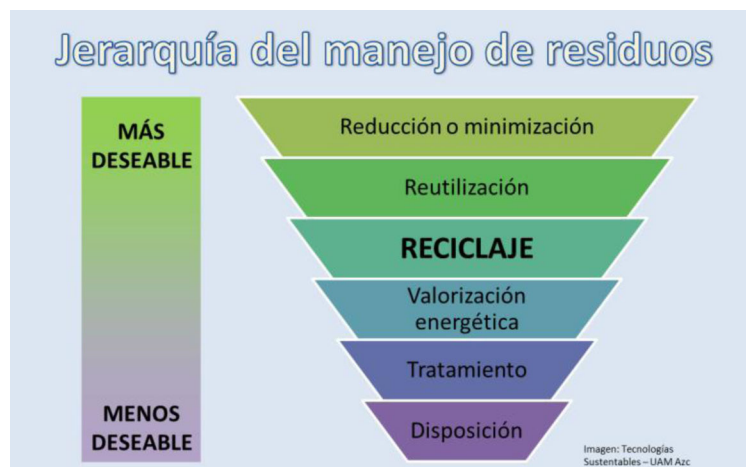 Jerarquía del manejo de residuos
MÁS
DESEABLE
Reducción o minimización
Reutilización
RECICLAJE
Valorización
energética
Tratamiento
Disposición
MENOS
DESEABLE
Imagen: Tecnologías
Sustentables – UAM Azc